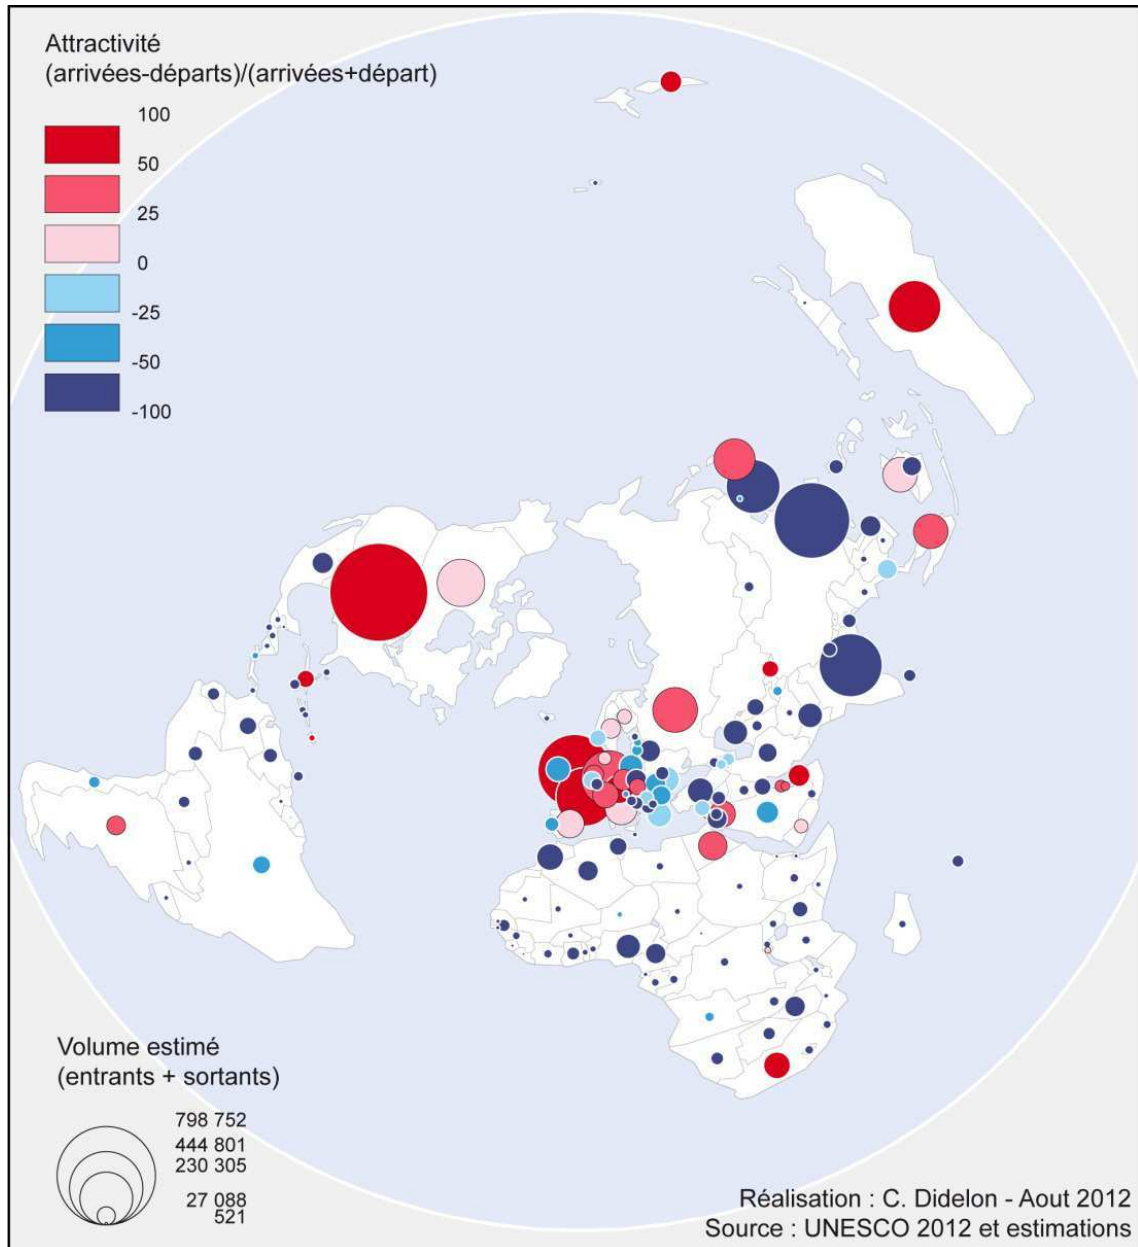 Attractivité
(arrivées-départs)/(arrivées+départ)
100
50
25
0
-25
-50
-100
Volume estimé
(entrants + sortants)
798 752
444 801
230 305
27 088
521
Réalisation : C. Didelon - Aout 2012
Source : UNESCO 2012 et estimations